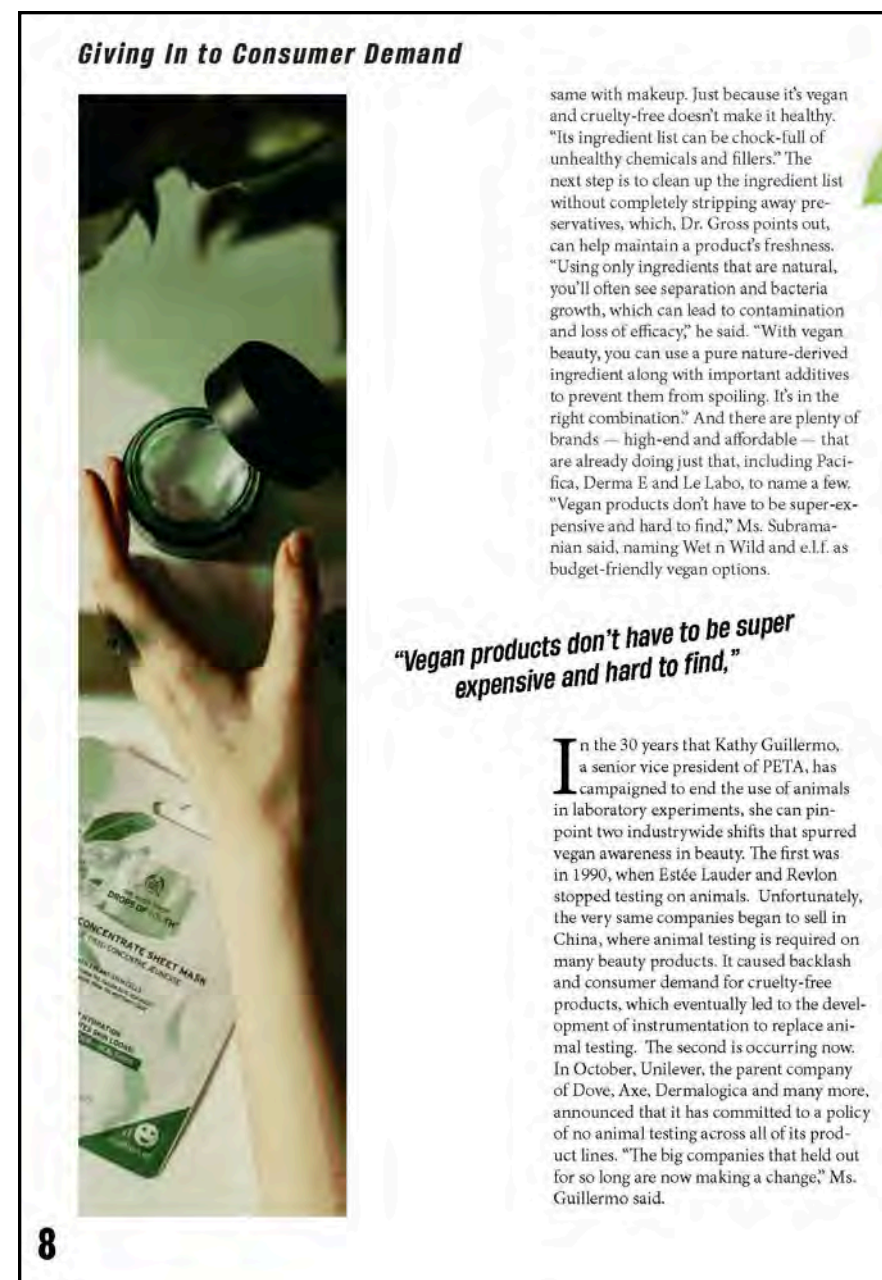 Giving In to Consumer Demand
same with makeup. Just because it's vegan
and cruelty-free doesn't make it healthy.
"Its ingredient list can be chock-full of
unhealthy chemicals and fillers." The
next step is to clean up the ingredient list
without completely stripping away pre-
servatives, which, Dr. Gross points out,
can help maintain a product's freshness.
"Using only ingredients that are natural,
you'll often see separation and bacteria
growth, which can lead to contamination
and loss of efficacy," he said. "With vegan
beauty, you can use a pure nature-derived
ingredient along with important additives
to prevent them from spoiling. It's in the
right combination." And there are plenty of
brands — high-end and affordable — that
are already doing just that, including Paci-
fica, Derma E and Le Labo, to name a few.
"Vegan products don't have to be super-ex-
pensive and hard to find," Ms. Subrama-
nian said, naming Wet n Wild and e.l.f. as
budget-friendly vegan options.
"Vegan products don't have to be super
expensive and hard to find,"
In the 30 years that Kathy Guillermo,
a senior vice president of PETA, has
campaigned to end the use of animals
in laboratory experiments, she can pin-
point two industrywide shifts that spurred
vegan awareness in beauty. The first was
in 1990, when Estée Lauder and Revlon
stopped testing on animals. Unfortunately,
the very same companies began to sell in
China, where animal testing is required on
many beauty products. It caused backlash
and consumer demand for cruelty-free
products, which eventually led to the devel-
opment of instrumentation to replace ani-
mal testing. The second is occurring now.
In October, Unilever, the parent company
of Dove, Axe, Dermalogica and many more,
announced that it has committed to a policy
of no animal testing across all of its prod-
uct lines. "The big companies that held out
for so long are now making a change," Ms.
Guillermo said.
DROPS OF YOUTH
CONCENTRATE SHEET MASK
8